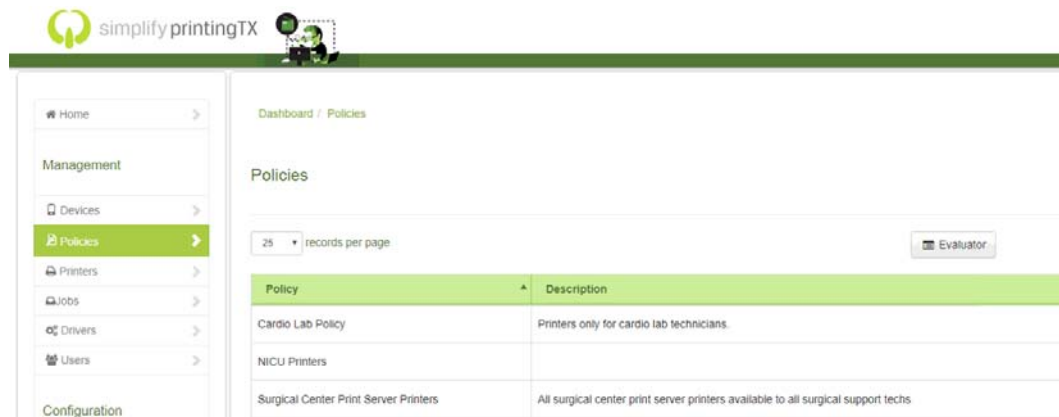 simplifyprintingTX
Home
Management
Devices
Policies
Printers
Jobs
Drivers
Users
Configuration
Dashboard / Policies
Policies
25 records per page
Evaluator
Policy Description
Cardio Lab Policy Printers only for cardio lab technicians.
NICU Printers
Surgical Center Print Server Printers All surgical center print server printers available to all surgical support techs